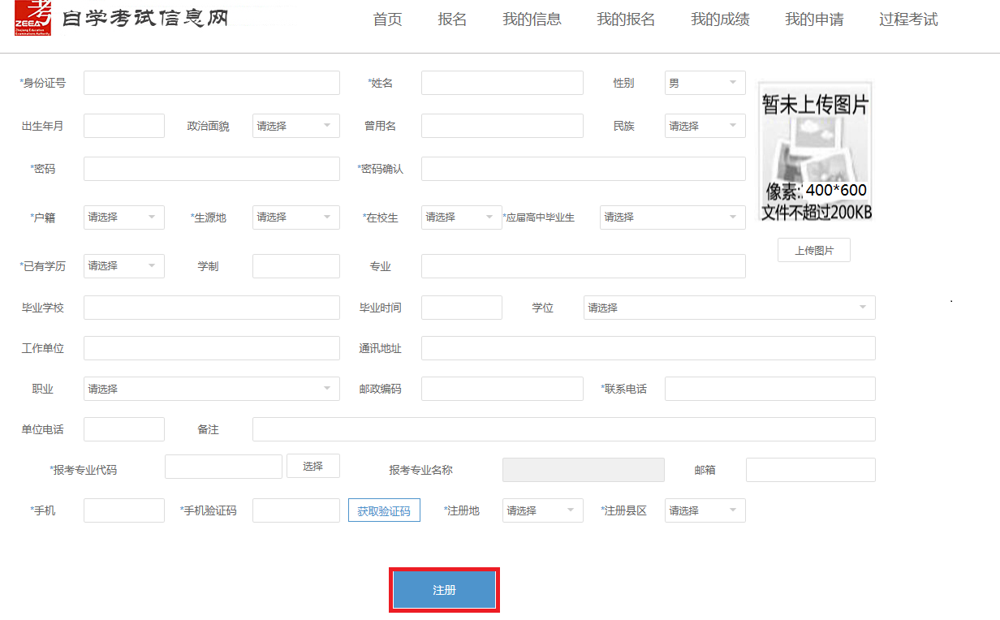 考
ZEEA
Zhejiang Education
Examinations Authority
自学考试信息网
首页 报名 我的信息 我的报名 我的成绩 我的申请 过程考试
*身份证号 *姓名 性别 男
出生年月 政治面貌 请选择 曾用名 民族 请选择
*密码 *密码确认
*户籍 请选择 *生源地 请选择 *在校生 请选择 *应届高中毕业生 请选择
暂未上传图片
像素: 400*600
文件不超过200KB
上传图片
*已有学历 请选择 学制 专业
毕业学校 毕业时间 学位 请选择
工作单位 通讯地址
职业 请选择 邮政编码 *联系电话
单位电话 备注
*报考专业代码 选择 报考专业名称 邮箱
*手机 *手机验证码 获取验证码 *注册地 请选择 *注册县区 请选择
注册